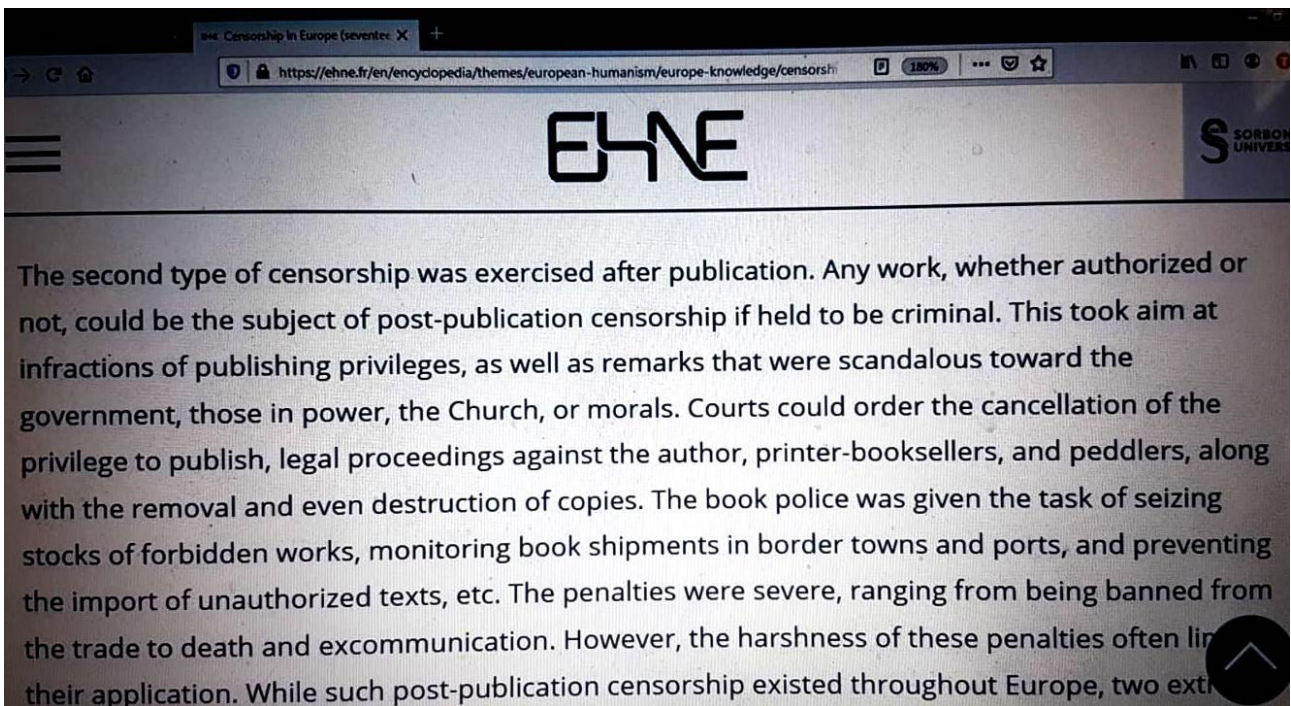 Censorship in Europe (seventee
https://ehne.fr/en/encyclopedia/themes/european-humanism/europe-knowledge/censorsh
180%
EHNE
SORBON
UNIVERS
The second type of censorship was exercised after publication. Any work, whether authorized or
not, could be the subject of post-publication censorship if held to be criminal. This took aim at
infractions of publishing privileges, as well as remarks that were scandalous toward the
government, those in power, the Church, or morals. Courts could order the cancellation of the
privilege to publish, legal proceedings against the author, printer-booksellers, and peddlers, along
with the removal and even destruction of copies. The book police was given the task of seizing
stocks of forbidden works, monitoring book shipments in border towns and ports, and preventing
the import of unauthorized texts, etc. The penalties were severe, ranging from being banned from
the trade to death and excommunication. However, the harshness of these penalties often
their application. While such post-publication censorship existed throughout Europe, two